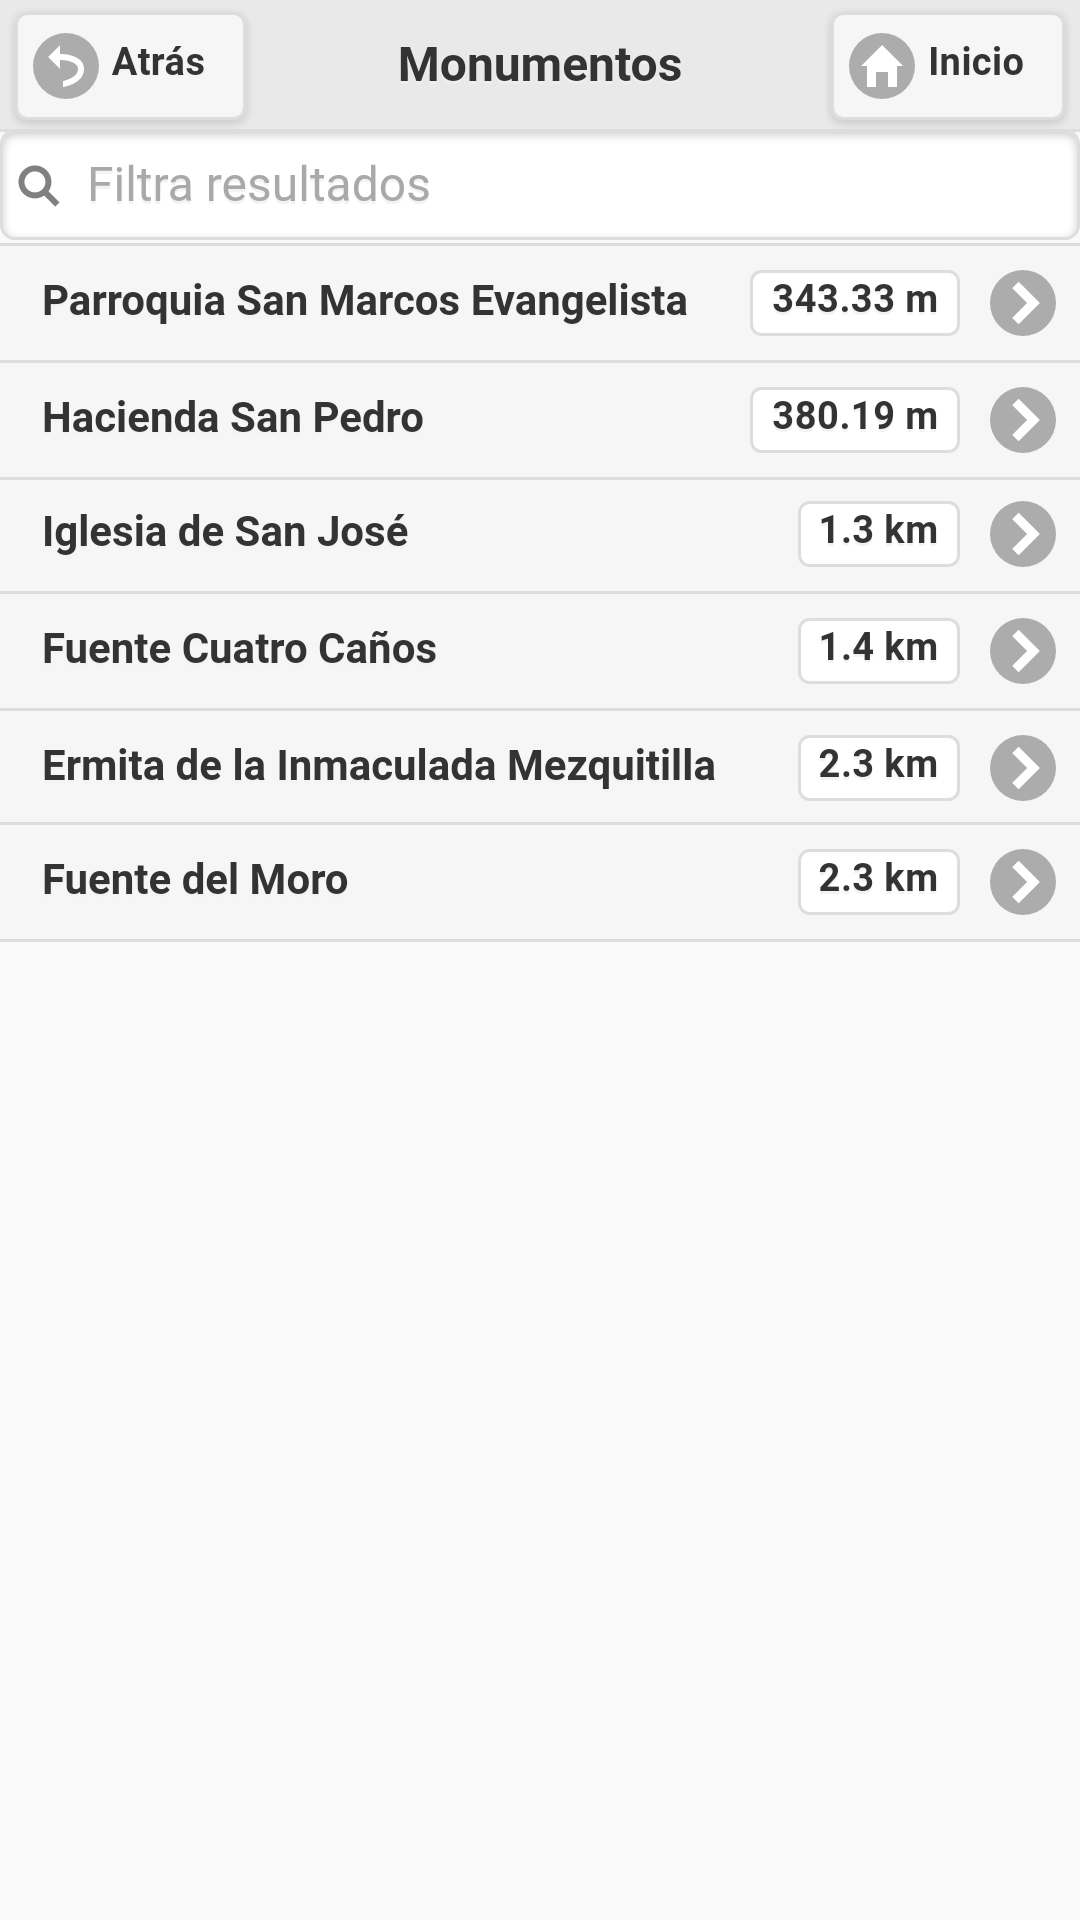 Atrás
Monumentos
Inicio
Filtra resultados
Parroquia San Marcos Evangelista 343.33 m
Hacienda San Pedro 380.19 m
Iglesia de San José 1.3 km
Fuente Cuatro Caños 1.4 km
Ermita de la Inmaculada Mezquitilla 2.3 km
Fuente del Moro 2.3 km